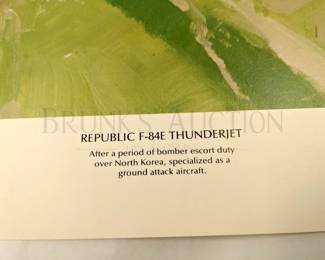 BRUNK'S AUCTION
REPUBLIC F-84E THUNDERJET
After a period of bomber escort duty
over North Korea, specialized as a
ground attack aircraft.